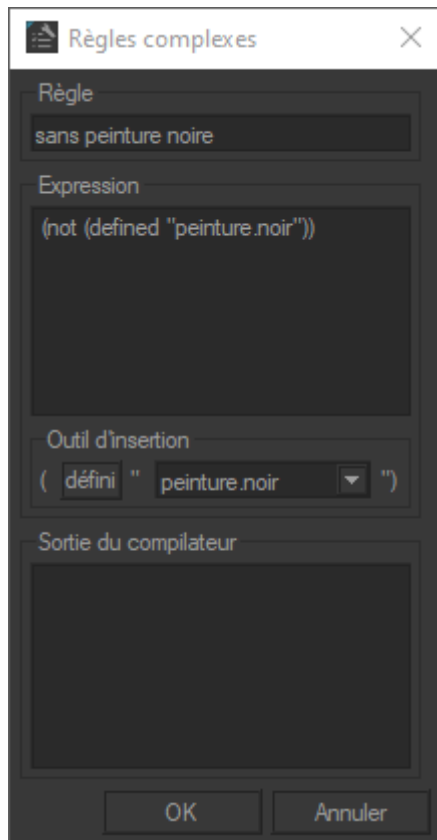 Règles complexes
Règle
sans peinture noire
Expression
(not (defined "peinture.noir"))
Outil d'insertion
( défini " peinture.noir ")
Sortie du compilateur
OK Annuler